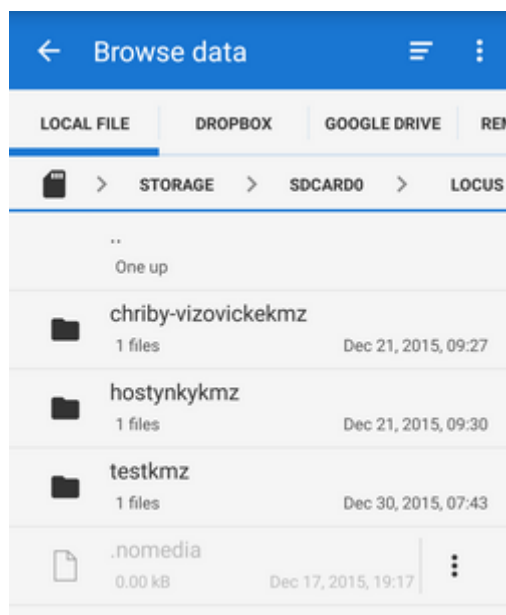 Browse data
LOCAL FILE DROPBOX GOOGLE DRIVE
STORAGE SDCARD0 LOCUS
..
One up
chriby-vizovickekmz
1 files Dec 21, 2015, 09:27
hostynkykmz
1 files Dec 21, 2015, 09:30
testkmz
1 files Dec 30, 2015, 07:43
.nomedia
0.00 kB Dec 17, 2015, 19:17